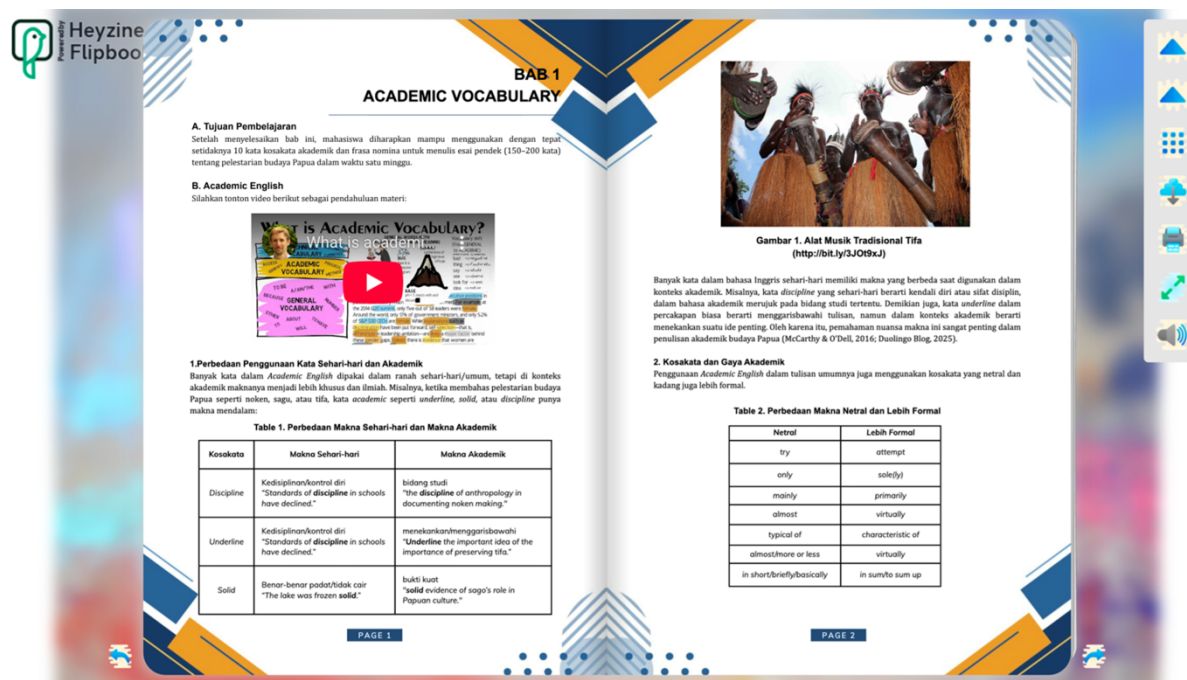 Powered by
Heyzine
Flipboo
BAB 1
ACADEMIC VOCABULARY
A. Tujuan Pembelajaran
Setelah menyelesaikan bab ini, mahasiswa diharapkan mampu menggunakan dengan tepat
setidaknya 10 kata kosakata akademik dan frasa nomina untuk menulis esai pendek (150–200 kata)
tentang pelestarian budaya Papua dalam waktu satu minggu.
B. Academic English
Silahkan tonton video berikut sebagai pendahuluan materi:
What is Academic Vocabulary?
What is academi
ACADEMIC
VOCABULARY
GENERAL
VOCABULARY
1.Perbedaan Penggunaan Kata Sehari-hari dan Akademik
Banyak kata dalam Academic English dipakai dalam ranah sehari-hari/umum, tetapi di konteks
akademik maknanya menjadi lebih khusus dan ilmiah. Misalnya, ketika membahas pelestarian budaya
Papua seperti noken, sagu, atau tifa, kata academic seperti underline, solid, atau discipline punya
makna mendalam:
Table 1. Perbedaan Makna Sehari-hari dan Makna Akademik
Kosakata Makna Sehari-hari Makna Akademik
Discipline
Kedisiplinan/kontrol diri
"Standards of discipline in schools
have declined."
bidang studi
"the discipline of anthropology in
documenting noken making."
Underline
Kedisiplinan/kontrol diri
"Standards of discipline in schools
have declined."
menekankan/menggarisbawahi
"Underline the important idea of the
importance of preserving tifa."
Solid
Benar-benar padat/tidak cair
"The lake was frozen solid."
bukti kuat
"solid evidence of sago's role in
Papuan culture."
PAGE 1
Gambar 1. Alat Musik Tradisional Tifa
(http://bit.ly/3JOt9xJ)
Banyak kata dalam bahasa Inggris sehari-hari memiliki makna yang berbeda saat digunakan dalam
konteks akademik. Misalnya, kata discipline yang sehari-hari berarti kendali diri atau sifat disiplin,
dalam bahasa akademik merujuk pada bidang studi tertentu. Demikian juga, kata underline dalam
percakapan biasa berarti menggarisbawahi tulisan, namun dalam konteks akademik berarti
menekankan suatu ide penting. Oleh karena itu, pemahaman nuansa makna ini sangat penting dalam
penulisan akademik budaya Papua (McCarthy & O'Dell, 2016; Duolingo Blog, 2025).
2. Kosakata dan Gaya Akademik
Penggunaan Academic English dalam tulisan umumnya juga menggunakan kosakata yang netral dan
kadang juga lebih formal.
Table 2. Perbedaan Makna Netral dan Lebih Formal
Netral Lebih Formal
try attempt
only sole(ly)
mainly primarily
almost virtually
typical of characteristic of
almost/more or less virtually
in short/briefly/basically in sum/to sum up
PAGE 2